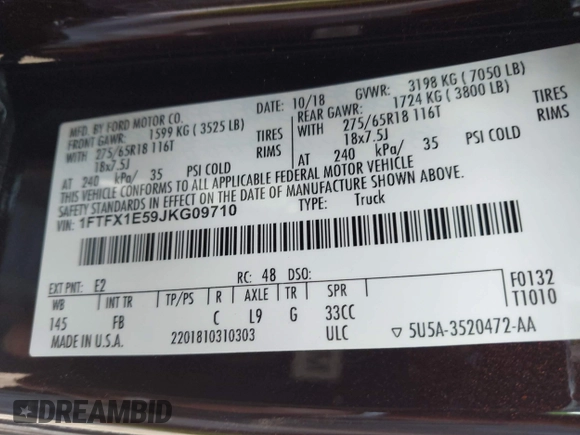 MFD. BY FORD MOTOR CO.
DATE: 10/18 GVWR: 3198 KG ( 7050 LB)
FRONT GAWR: 1599 KG ( 3525 LB) REAR GAWR: 1724 KG ( 3800 LB)
WITH 275/65R18 116T TIRES 275/65R18 116T TIRES
18x7.5J RIMS 18x7.5J RIMS
AT 240 kPa/ 35 PSI COLD AT 240 kPa/ 35 PSI COLD
THIS VEHICLE CONFORMS TO ALL APPLICABLE FEDERAL MOTOR VEHICLE
SAFETY STANDARDS IN EFFECT ON THE DATE OF MANUFACTURE SHOWN ABOVE.
VIN: 1FTFX1E59JKG09710 TYPE: Truck
EXT PNT: E2 RC: 48 DSO:
WB INT TR TP/PS R AXLE TR SPR F0132
145 FB C L9 G 33CC T1010
MADE IN U.S.A. 2201810310303 ULC ▽ 5U5A-3520472-AA
DREAMBID